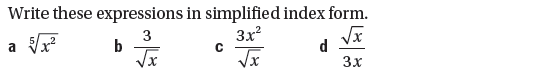 Write these expressions in simplified index form.
a ⁵√x² b 3/√x c 3x²/√x d √x/3x